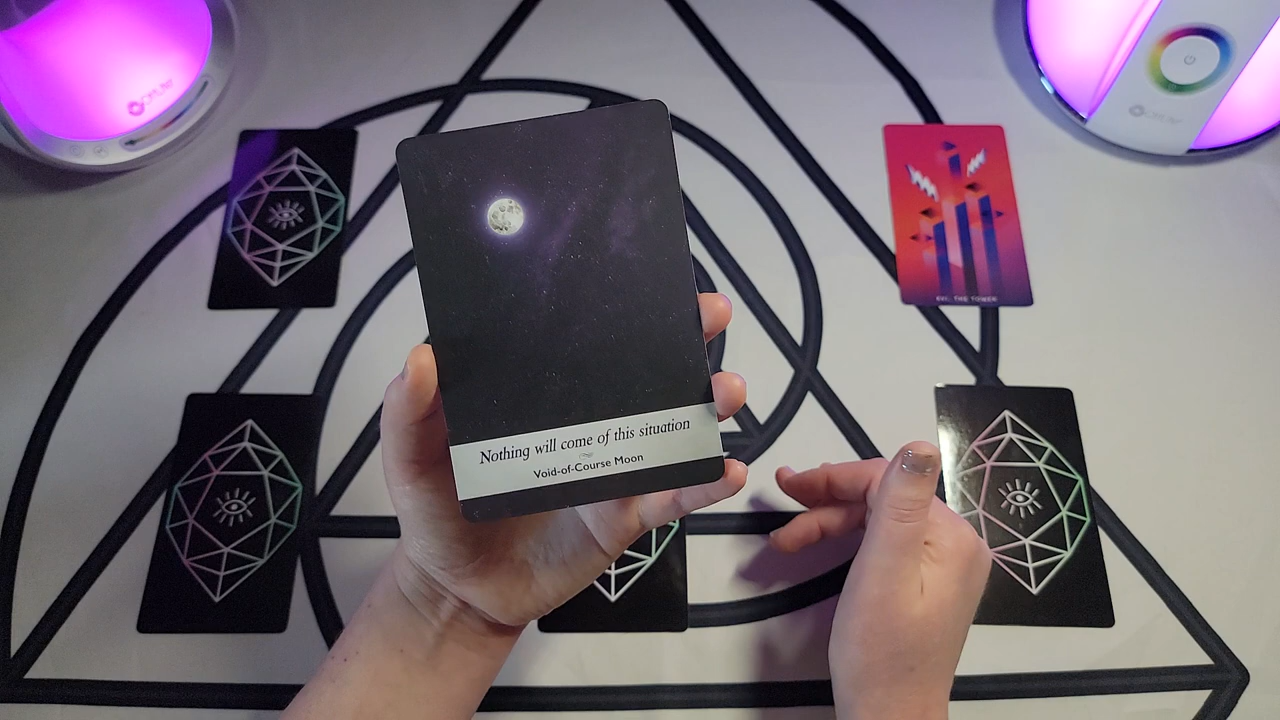 XVI. THE TOWER
Nothing will come of this situation
Void-of-Course Moon